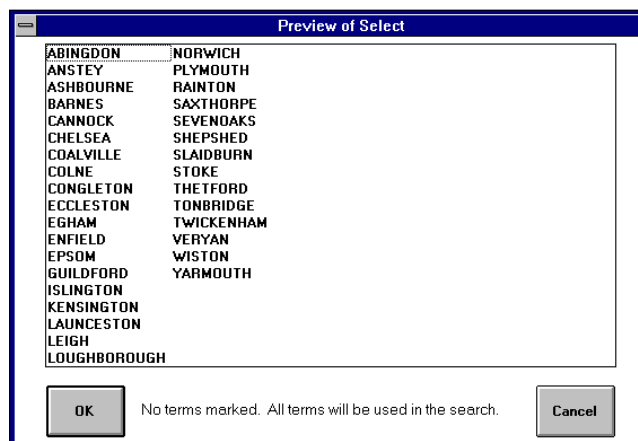 Preview of Select
ABINGDON
ANSTEY
ASHBOURNE
BARNES
CANNOCK
CHELSEA
COALVILLE
COLNE
CONGLETON
ECCLESTON
EGHAM
ENFIELD
EPSOM
GUILDFORD
ISLINGTON
KENSINGTON
LAUNCESTON
LEIGH
LOUGHBOROUGH
NORWICH
PLYMOUTH
RAINTON
SAXTHORPE
SEVENOAKS
SHEPSHED
SLAIDBURN
STOKE
THETFORD
TONBRIDGE
TWICKENHAM
VERYAN
WISTON
YARMOUTH
OK
No terms marked. All terms will be used in the search.
Cancel